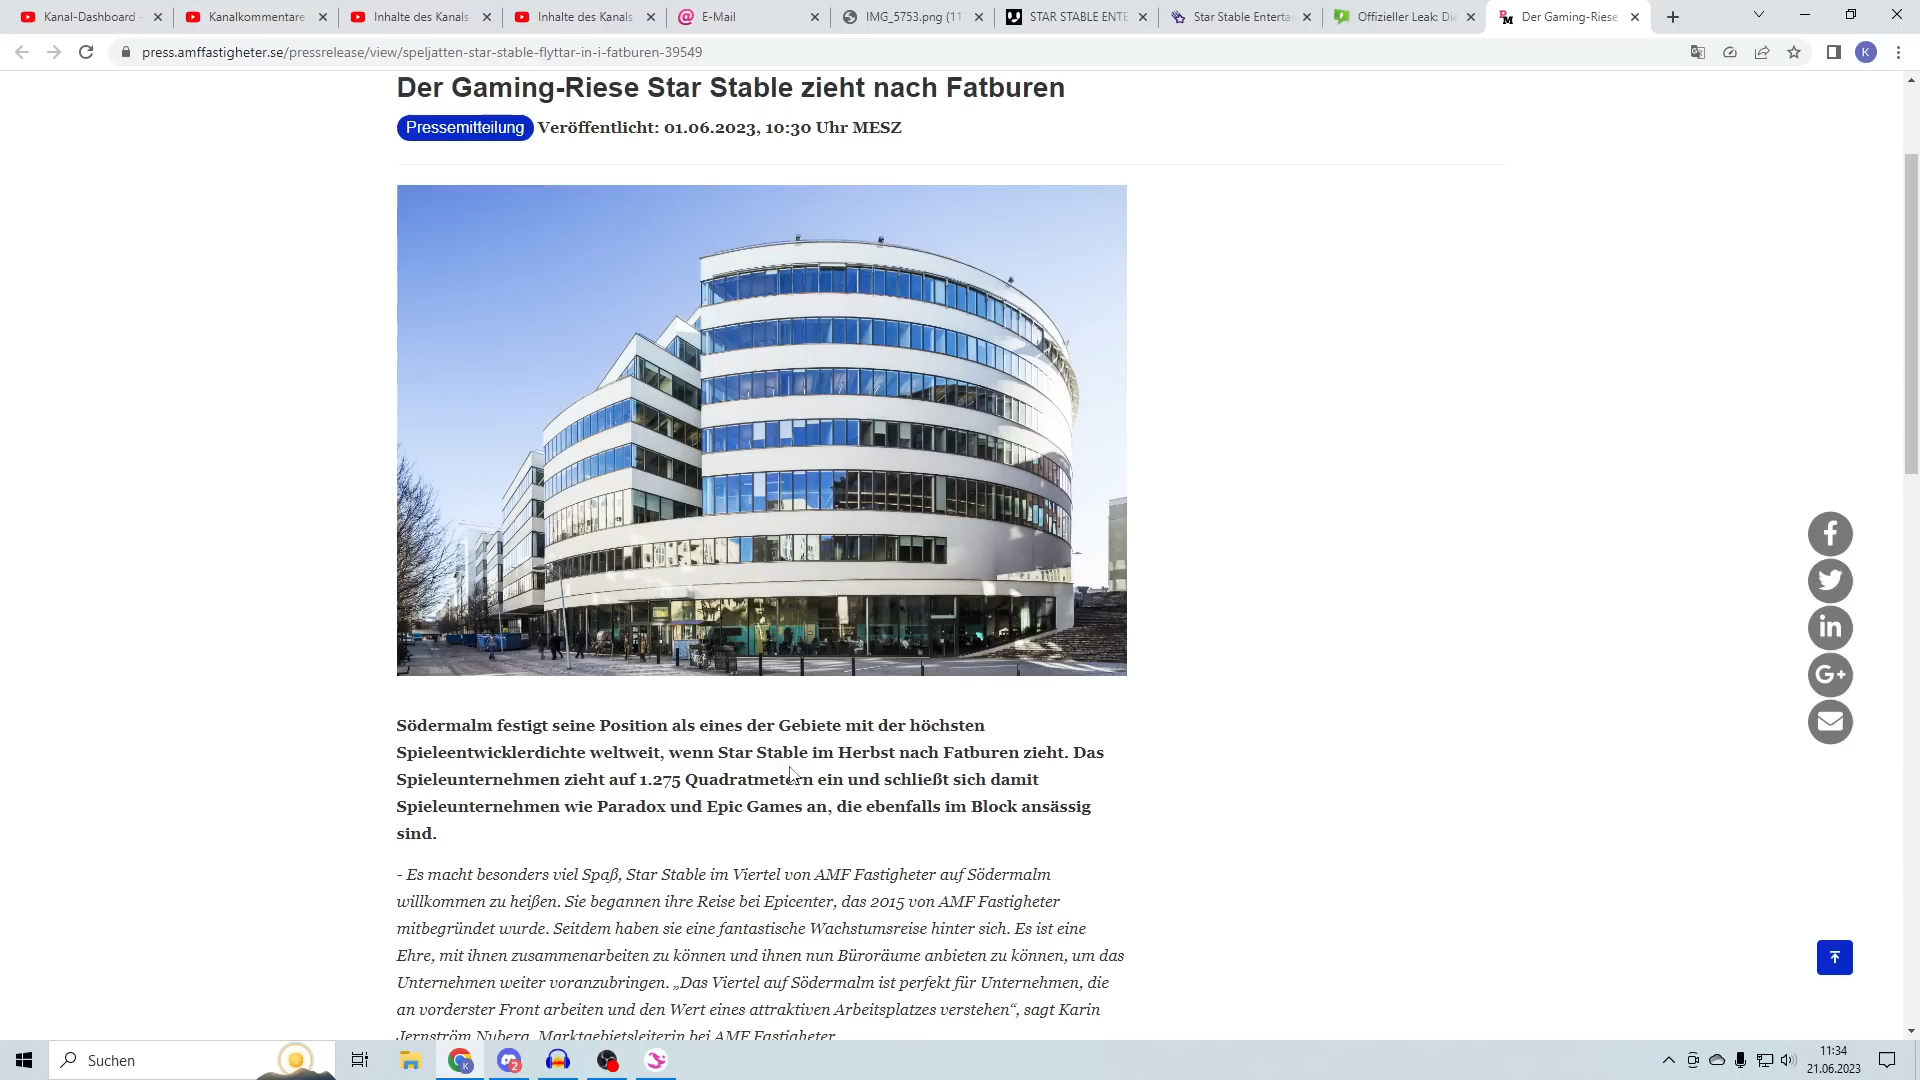 Kanal-Dashboard
Kanalkommentare
Inhalte des Kanals
Inhalte des Kanals
E-Mail
IMG_5753.png (11
STAR STABLE ENTE
Star Stable Enterta
Offizieller Leak: Di
Der Gaming-Riese
press.amffastigheter.se/pressrelease/view/speljatten-star-stable-flyttar-in-i-fatburen-39549
K
Der Gaming-Riese Star Stable zieht nach Fatburen
Pressemitteilung Veröffentlicht: 01.06.2023, 10:30 Uhr MESZ
Södermalm festigt seine Position als eines der Gebiete mit der höchsten
Spieleentwicklerdichte weltweit, wenn Star Stable im Herbst nach Fatburen zieht. Das
Spieleunternehmen zieht auf 1.275 Quadratmetern ein und schließt sich damit
Spieleunternehmen wie Paradox und Epic Games an, die ebenfalls im Block ansässig
sind.
- Es macht besonders viel Spaß, Star Stable im Viertel von AMF Fastigheter auf Södermalm
willkommen zu heißen. Sie begannen ihre Reise bei Epicenter, das 2015 von AMF Fastigheter
mitbegründet wurde. Seitdem haben sie eine fantastische Wachstumsreise hinter sich. Es ist eine
Ehre, mit ihnen zusammenarbeiten zu können und ihnen nun Büroräume anbieten zu können, um das
Unternehmen weiter voranzubringen. „Das Viertel auf Södermalm ist perfekt für Unternehmen, die
an vorderster Front arbeiten und den Wert eines attraktiven Arbeitsplatzes verstehen“, sagt Karin
Jernström Nyberg, Marktgebietsleiterin bei AMF Fastigheter.
Suchen
K
2
11:34
21.06.2023